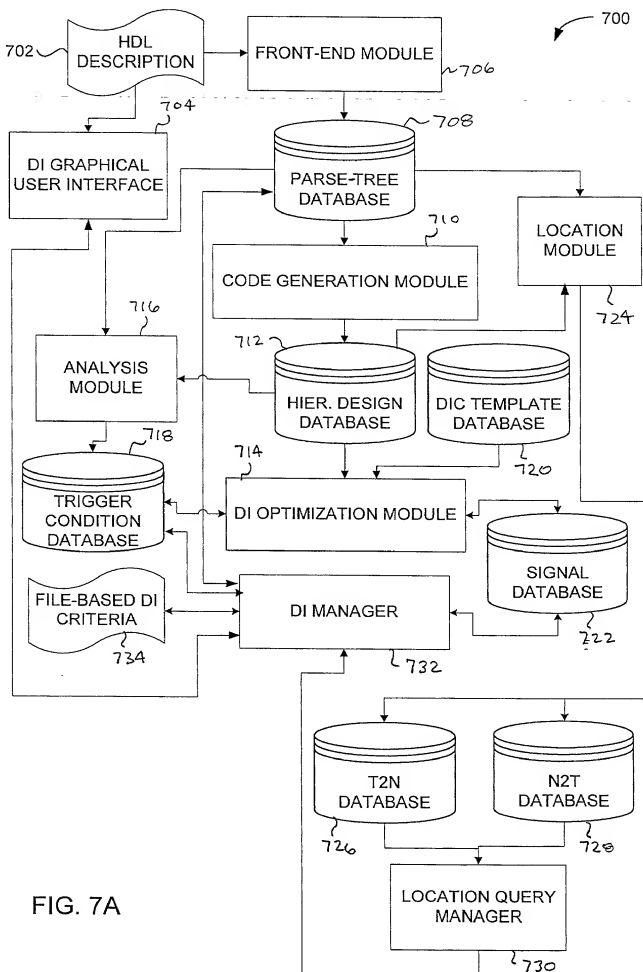 700
702
HDL
DESCRIPTION
FRONT-END MODULE
706
704
DI GRAPHICAL
USER INTERFACE
708
PARSE-TREE
DATABASE
LOCATION
MODULE
724
710
CODE GENERATION MODULE
716
ANALYSIS
MODULE
712
HIER. DESIGN
DATABASE
DIC TEMPLATE
DATABASE
720
718
TRIGGER
CONDITION
DATABASE
714
DI OPTIMIZATION MODULE
SIGNAL
DATABASE
722
FILE-BASED DI
CRITERIA
734
DI MANAGER
732
T2N
DATABASE
726
N2T
DATABASE
728
LOCATION QUERY
MANAGER
730
FIG. 7A